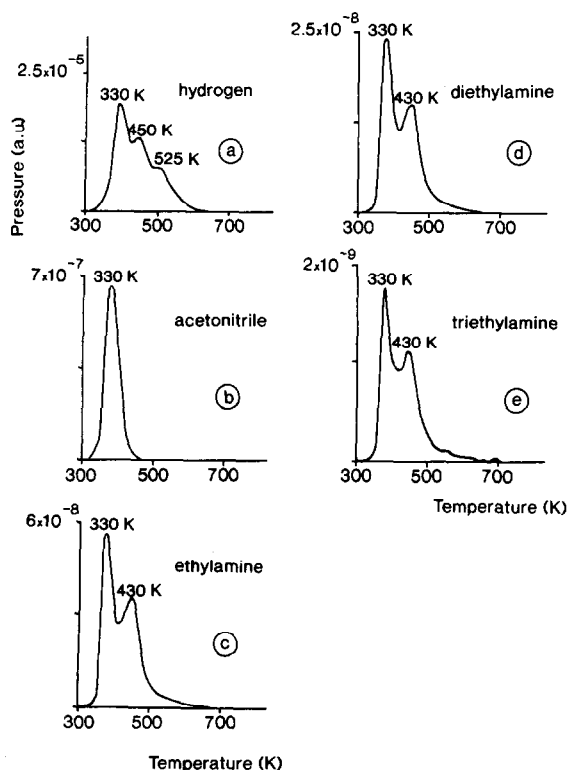 2.5x10-5
Pressure (a.u.)
330 K
450 K
525 K
hydrogen
a
300 500 700
7x10-7
330 K
acetonitrile
b
300 500 700
6x10-8
330 K
430 K
ethylamine
c
300 500 700
Temperature (K)
2.5x10-8
330 K
430 K
diethylamine
d
300 500 700
2x10-9
330 K
430 K
triethylamine
e
300 500 700
Temperature (K)